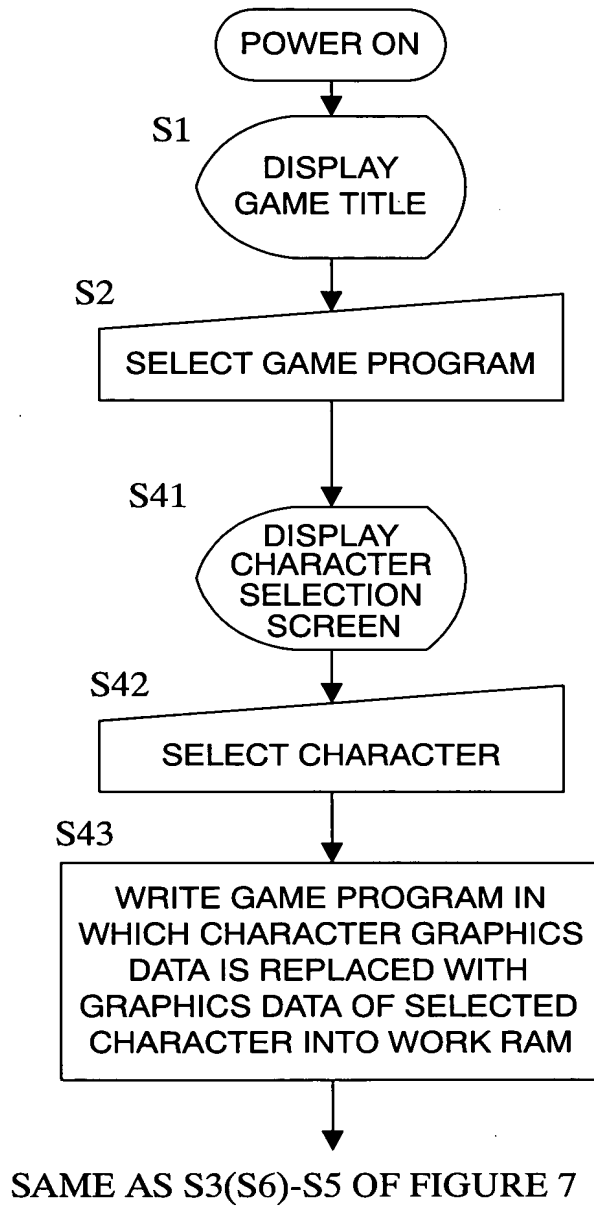 POWER ON
S1
DISPLAY
GAME TITLE
S2
SELECT GAME PROGRAM
S41
DISPLAY
CHARACTER
SELECTION
SCREEN
S42
SELECT CHARACTER
S43
WRITE GAME PROGRAM IN
WHICH CHARACTER GRAPHICS
DATA IS REPLACED WITH
GRAPHICS DATA OF SELECTED
CHARACTER INTO WORK RAM
SAME AS S3(S6)-S5 OF FIGURE 7